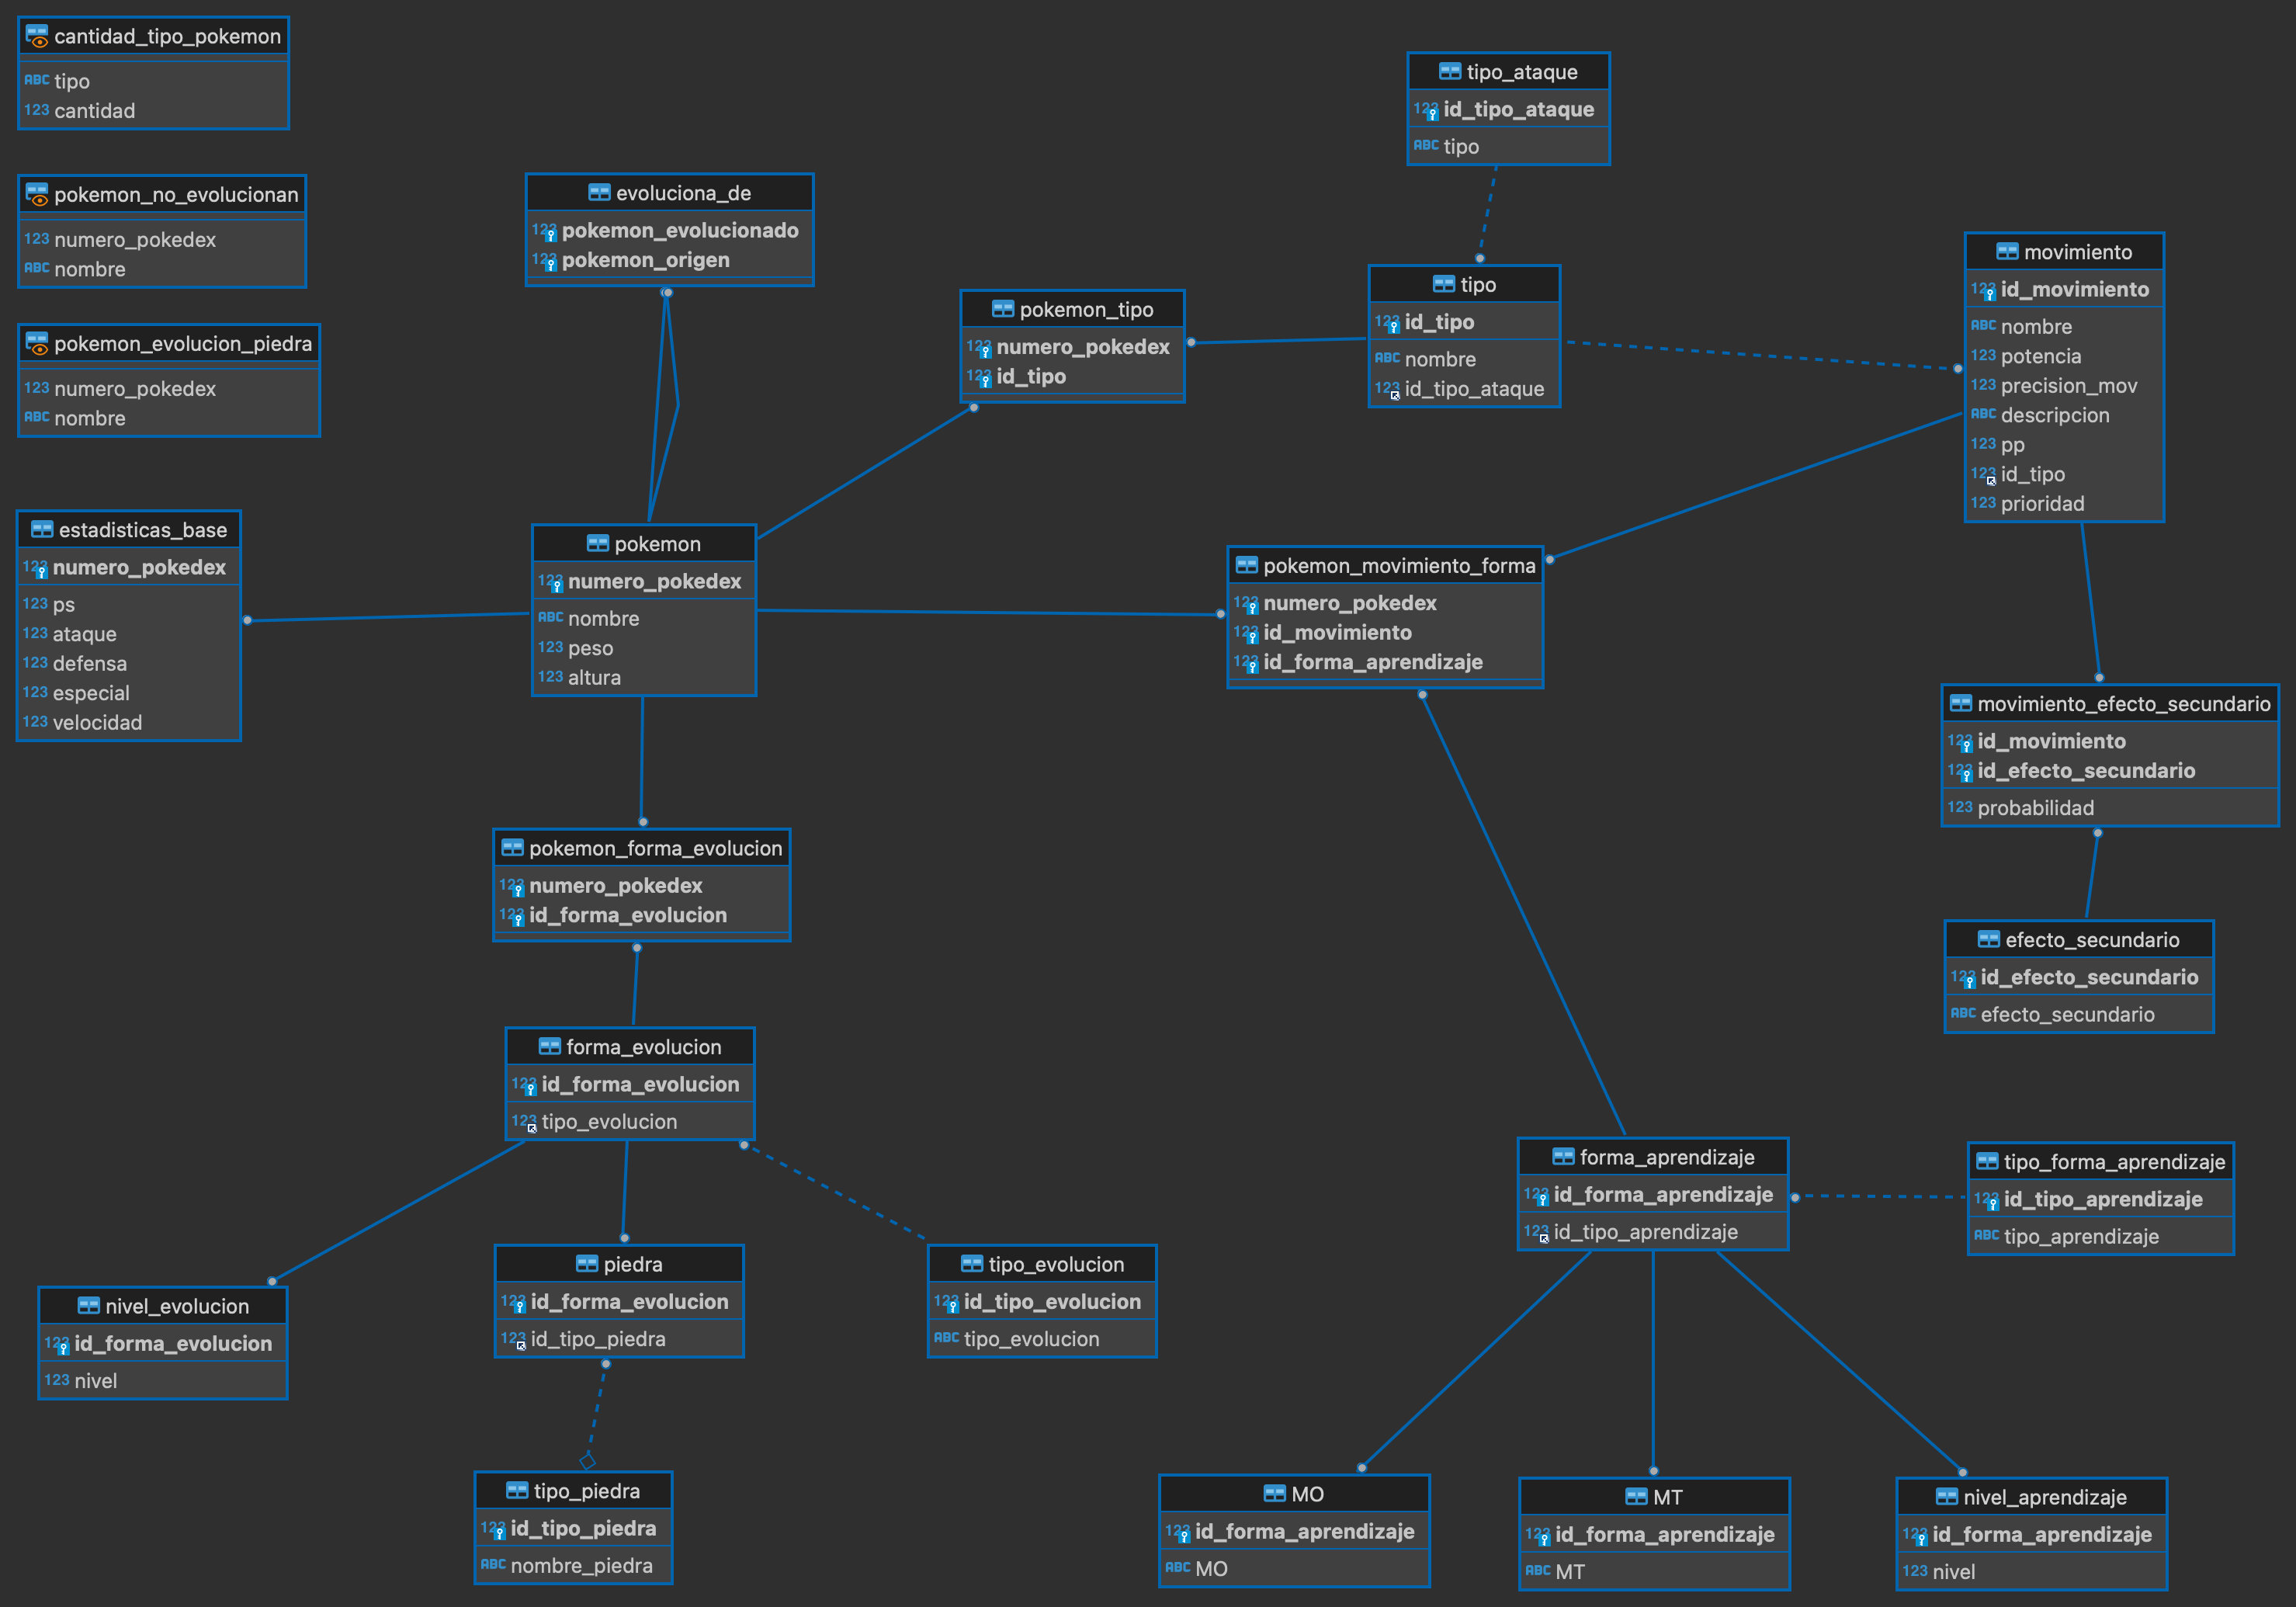 cantidad_tipo_pokemon
ABC tipo
123 cantidad
pokemon_no_evolucionan
123 numero_pokedex
ABC nombre
pokemon_evolucion_piedra
123 numero_pokedex
ABC nombre
evoluciona_de
123 pokemon_evolucionado
123 pokemon_origen
pokemon_tipo
123 numero_pokedex
123 id_tipo
tipo_ataque
123 id_tipo_ataque
ABC tipo
tipo
123 id_tipo
ABC nombre
123 id_tipo_ataque
movimiento
123 id_movimiento
ABC nombre
123 potencia
123 precision_mov
ABC descripcion
123 pp
123 id_tipo
123 prioridad
estadisticas_base
123 numero_pokedex
123 ps
123 ataque
123 defensa
123 especial
123 velocidad
pokemon
123 numero_pokedex
ABC nombre
123 peso
123 altura
pokemon_movimiento_forma
123 numero_pokedex
123 id_movimiento
123 id_forma_aprendizaje
movimiento_efecto_secundario
123 id_movimiento
123 id_efecto_secundario
123 probabilidad
pokemon_forma_evolucion
123 numero_pokedex
123 id_forma_evolucion
efecto_secundario
123 id_efecto_secundario
ABC efecto_secundario
forma_evolucion
123 id_forma_evolucion
123 tipo_evolucion
forma_aprendizaje
123 id_forma_aprendizaje
123 id_tipo_aprendizaje
tipo_forma_aprendizaje
123 id_tipo_aprendizaje
ABC tipo_aprendizaje
nivel_evolucion
123 id_forma_evolucion
123 nivel
piedra
123 id_forma_evolucion
123 id_tipo_piedra
tipo_evolucion
123 id_tipo_evolucion
ABC tipo_evolucion
tipo_piedra
123 id_tipo_piedra
ABC nombre_piedra
MO
123 id_forma_aprendizaje
ABC MO
MT
123 id_forma_aprendizaje
ABC MT
nivel_aprendizaje
123 id_forma_aprendizaje
123 nivel